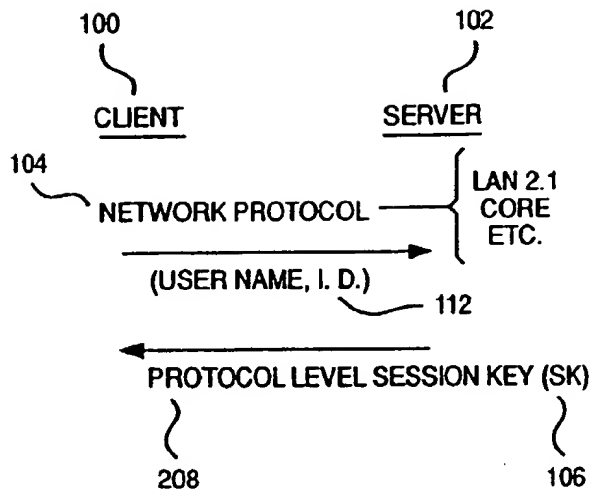 100
102
CLIENT
SERVER
104
NETWORK PROTOCOL
LAN 2.1
CORE
ETC.
(USER NAME, I. D.)
112
PROTOCOL LEVEL SESSION KEY (SK)
208
106